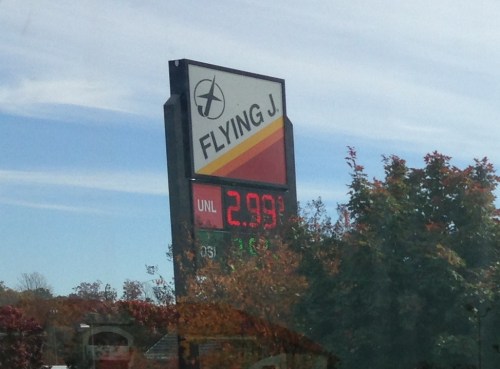 FLYING J.
UNL 2.99
DSL